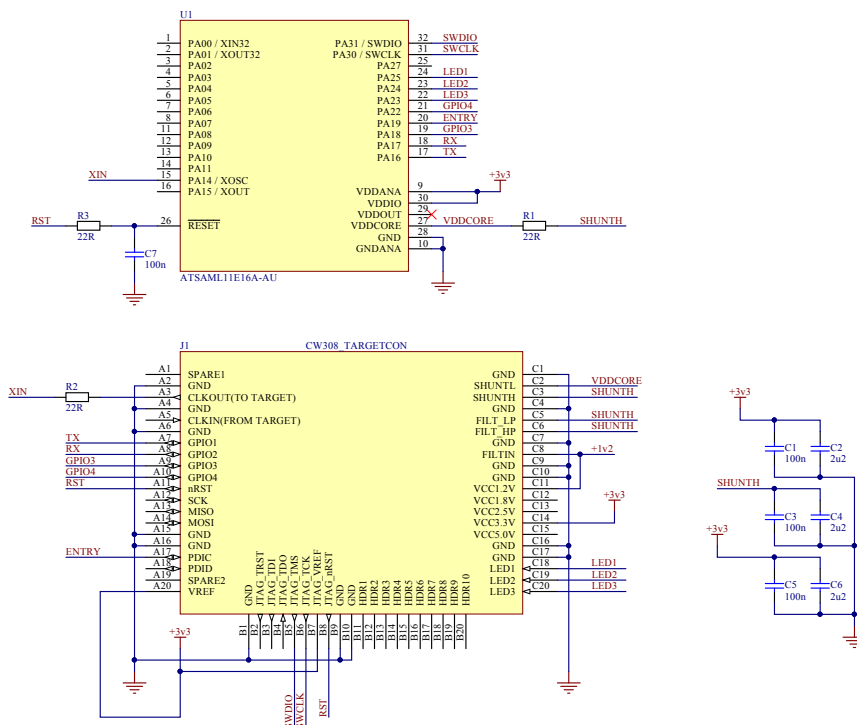 U1
1 PA00 / XIN32 PA31 / SWDIO 32 SWDIO
2 PA01 / XOUT32 PA30 / SWCLK 31 SWCLK
3 PA02 PA27 25
4 PA03 PA25 24 LED1
5 PA04 PA24 23 LED2
6 PA05 PA23 22 LED3
7 PA06 PA22 21 GPIO4
8 PA07 PA19 20 ENTRY
11 PA08 PA18 19 GPIO3
12 PA09 PA17 18 RX
13 PA10 PA16 17 TX
14 PA11
XIN 15 PA14 / XOSC
16 PA15 / XOUT VDDANA 9 +3v3
VDDIO 30
VDDOUT 29
RST R3 22R 26 RESET VDDCORE 27 VDDCORE R1 22R SHUNTH
GND 28
GNDANA 10
C7
100n
ATSAML11E16A-AU
J1 CW308_TARGETCON
A1 SPARE1 GND C1
A2 GND SHUNTL C2 VDDCORE
XIN R2 22R A3 CLKOUT(TO TARGET) SHUNTH C3 SHUNTH
A4 GND GND C4
A5 CLKIN(FROM TARGET) FILT_LP C5 SHUNTH
A6 GND FILT_HP C6 SHUNTH
TX A7 GPIO1 GND C7
RX A8 GPIO2 FILTIN C8 +1v2
GPIO3 A9 GPIO3 GND C9
GPIO4 A10 GPIO4 GND C10
RST A11 nRST VCC1.2V C11
A12 SCK VCC1.8V C12
A13 MISO VCC2.5V C13
A14 MOSI VCC3.3V C14 +3v3
A15 GND VCC5.0V C15
A16 GND GND C16
ENTRY A17 PDIC GND C17
A18 PDID LED1 C18 LED1
A19 SPARE2 LED2 C19 LED2
A20 VREF LED3 C20 LED3
GND JTAG_TRST JTAG_TDI JTAG_TDO JTAG_TMS JTAG_TCK JTAG_VREF JTAG_nRST GND GND HDR1 HDR2 HDR3 HDR4 HDR5 HDR6 HDR7 HDR8 HDR9 HDR10
B1 B2 B3 B4 B5 B6 B7 B8 B9 B10 B11 B12 B13 B14 B15 B16 B17 B18 B19 B20
+3v3
SWDIO SWCLK RST
+3v3
C1 100n C2 2u2
SHUNTH
C3 100n C4 2u2
+3v3
C5 100n C6 2u2